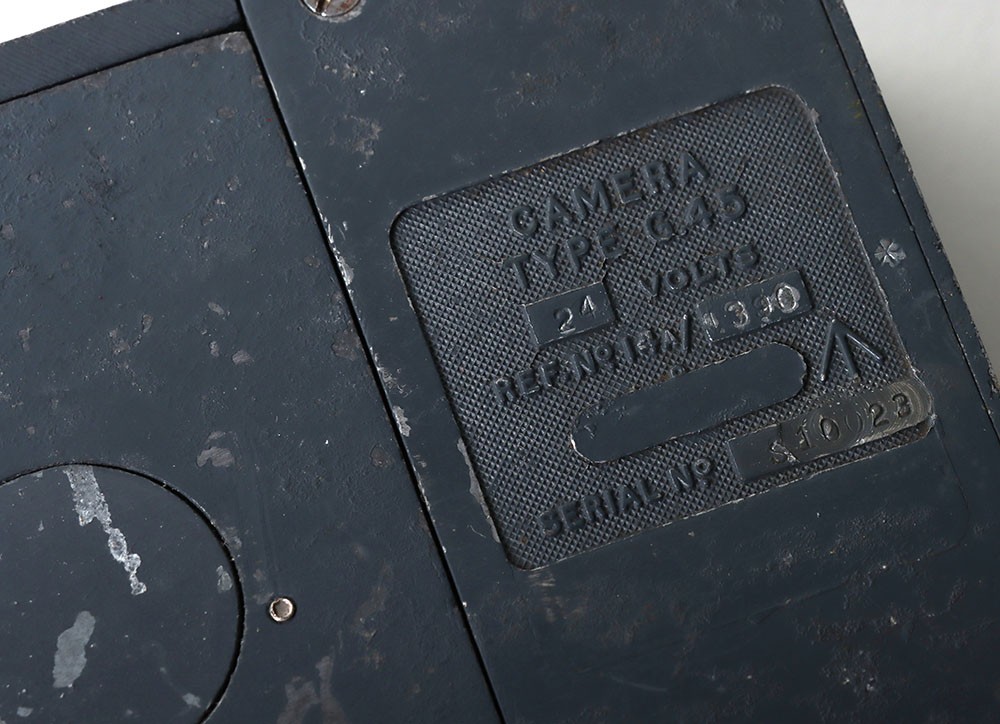 CAMERA
TYPE G.45
24 VOLTS
REF. No. 14A/1390
SERIAL No.